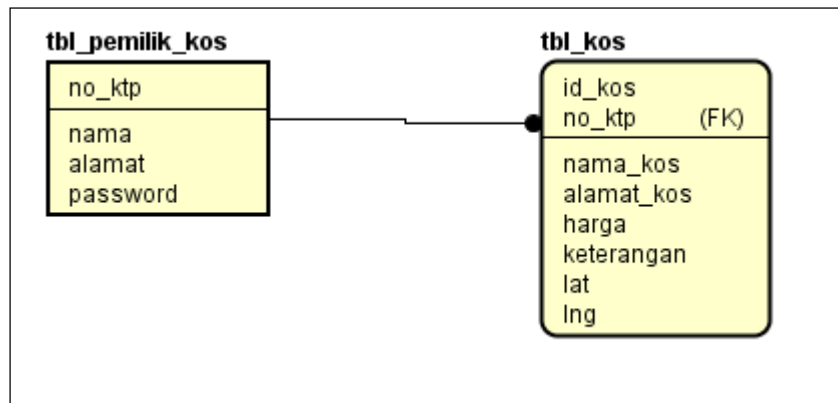 tbl_pemilik_kos
no_ktp
nama
alamat
password
tbl_kos
id_kos
no_ktp (FK)
nama_kos
alamat_kos
harga
keterangan
lat
lng